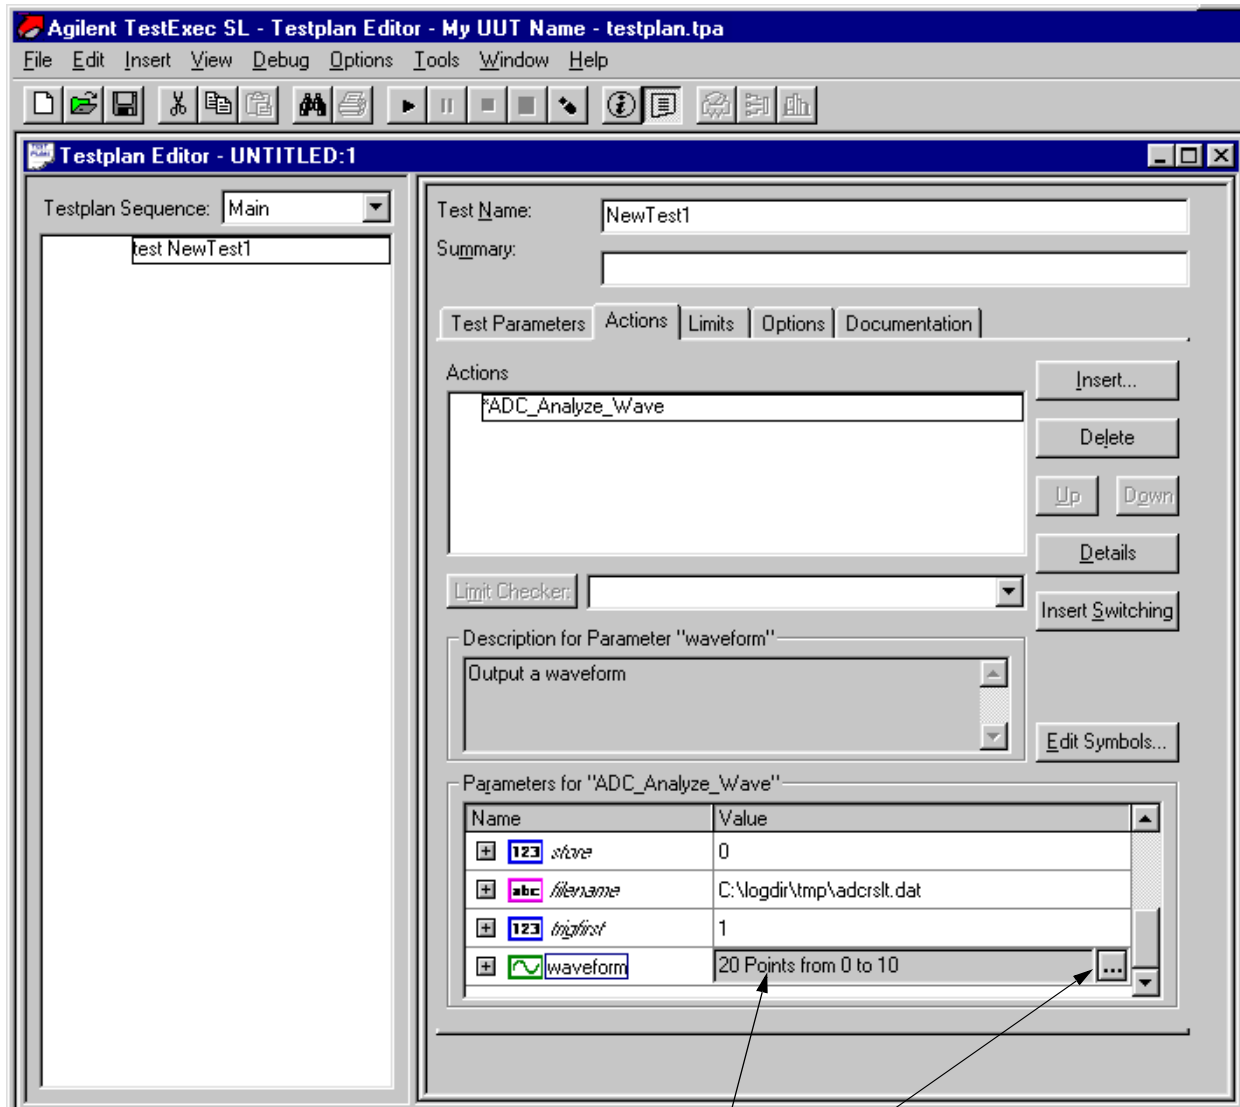 Agilent TestExec SL - Testplan Editor - My UUT Name - testplan.tpa
File Edit Insert View Debug Options Tools Window Help
Testplan Editor - UNTITLED:1
Testplan Sequence: Main
test NewTest1
Test Name: NewTest1
Summary:
Test Parameters Actions Limits Options Documentation
Actions
*ADC_Analyze_Wave
Insert...
Delete
Up Down
Details
Limit Checker:
Insert Switching
Description for Parameter "waveform"
Output a waveform
Edit Symbols...
Parameters for "ADC_Analyze_Wave"
Name Value
123 store 0
abc filename C:\logdir\tmp\adcrslt.dat
123 trigfirst 1
waveform 20 Points from 0 to 10 ...